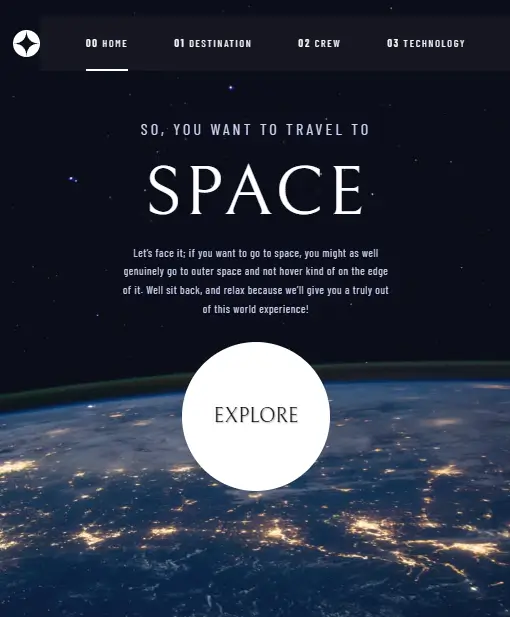 00 HOME 01 DESTINATION 02 CREW 03 TECHNOLOGY
SO, YOU WANT TO TRAVEL TO
SPACE
Let's face it; if you want to go to space, you might as well
genuinely go to outer space and not hover kind of on the edge
of it. Well sit back, and relax because we'll give you a truly out
of this world experience!
EXPLORE